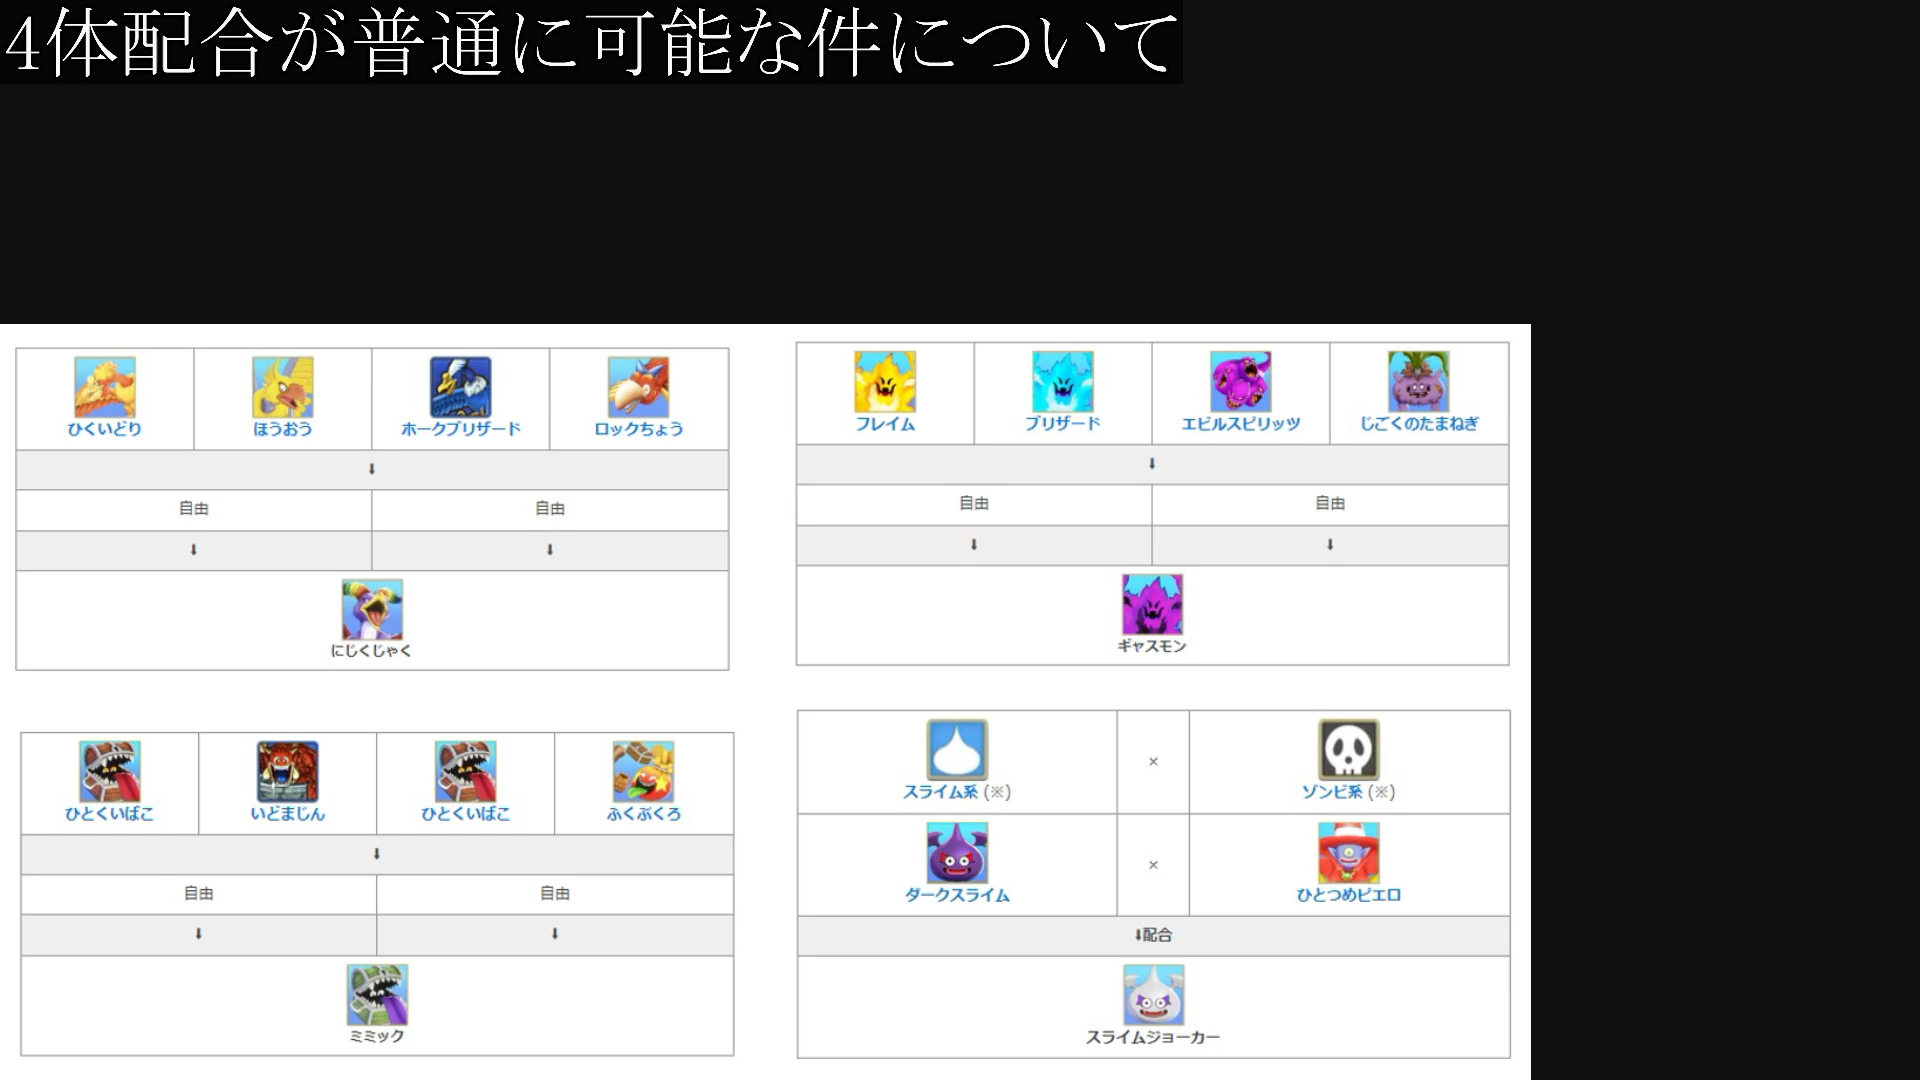 4体配合が普通に可能な件について
ひくいどり ほうおう ホークブリザード ロックちょう
⬇
自由 自由
⬇ ⬇
にじくじゃく
フレイム ブリザード エビルスピリッツ じごくのたまねぎ
⬇
自由 自由
⬇ ⬇
ギャスモン
ひとくいばこ いどまじん ひとくいばこ ふくぶくろ
⬇
自由 自由
⬇ ⬇
ミミック
スライム系 (※) × ゾンビ系 (※)
ダークスライム × ひとつめピエロ
⬇配合
スライムジョーカー